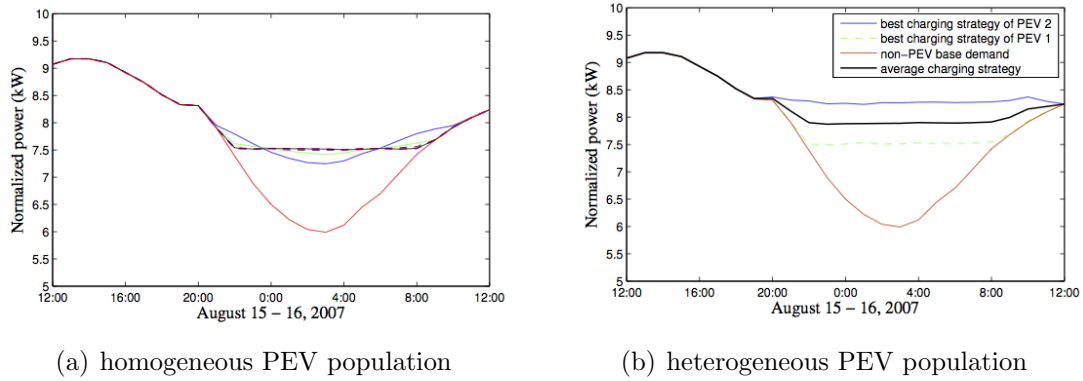 10
9.5
9
8.5
8
7.5
7
6.5
6
5.5
5
Normalized power (kW)
12:00 16:00 20:00 0:00 4:00 8:00 12:00
August 15 – 16, 2007
(a) homogeneous PEV population
10
9.5
9
8.5
8
7.5
7
6.5
6
5.5
5
Normalized power (kW)
best charging strategy of PEV 2
best charging strategy of PEV 1
non−PEV base demand
average charging strategy
12:00 16:00 20:00 0:00 4:00 8:00 12:00
August 15 – 16, 2007
(b) heterogeneous PEV population